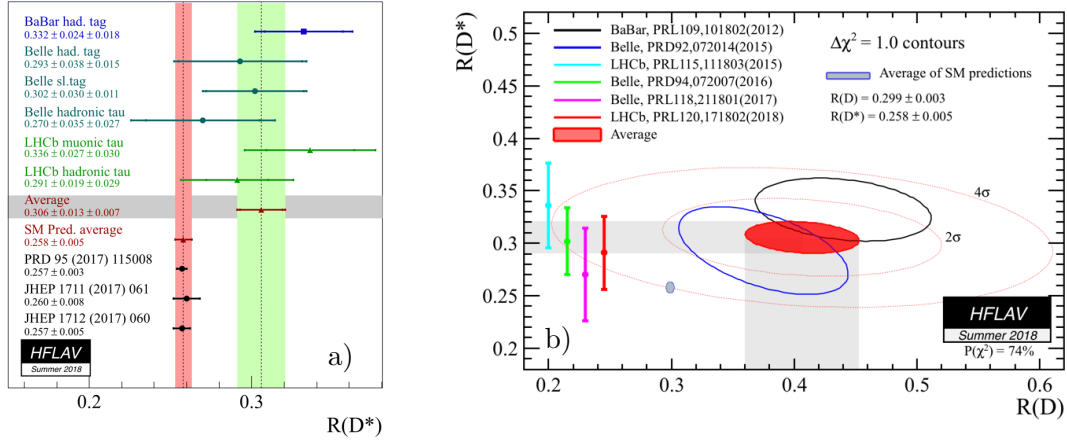 BaBar had. tag
0.332 ± 0.024 ± 0.018
Belle had. tag
0.293 ± 0.038 ± 0.015
Belle sl.tag
0.302 ± 0.030 ± 0.011
Belle hadronic tau
0.270 ± 0.035 ± 0.027
LHCb muonic tau
0.336 ± 0.027 ± 0.030
LHCb hadronic tau
0.291 ± 0.019 ± 0.029
Average
0.306 ± 0.013 ± 0.007
SM Pred. average
0.258 ± 0.005
PRD 95 (2017) 115008
0.257 ± 0.003
JHEP 1711 (2017) 061
0.260 ± 0.008
JHEP 1712 (2017) 060
0.257 ± 0.005
HFLAV
Summer 2018
a)
0.2
0.3
R(D*)
R(D*)
0.5
0.45
0.4
0.35
0.3
0.25
0.2
BaBar, PRL109,101802(2012)
Belle, PRD92,072014(2015)
LHCb, PRL115,111803(2015)
Belle, PRD94,072007(2016)
Belle, PRL118,211801(2017)
LHCb, PRL120,171802(2018)
Average
Δχ² = 1.0 contours
Average of SM predictions
R(D) = 0.299 ± 0.003
R(D*) = 0.258 ± 0.005
4σ
2σ
HFLAV
Summer 2018
P(χ²) = 74%
b)
0.2
0.3
0.4
0.5
0.6
R(D)